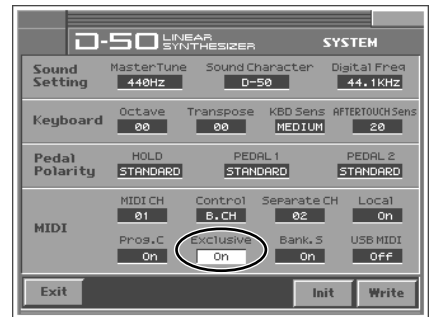 D-50 LINEAR SYNTHESIZER SYSTEM
Sound Setting
MasterTune Sound Character Digital Freq
440HZ D-50 44.1KHz
Keyboard
Octave Transpose KBD Sens AFTERTOUCH Sens
00 00 MEDIUM 20
Pedal Polarity
HOLD PEDAL 1 PEDAL 2
STANDARD STANDARD STANDARD
MIDI
MIDI CH Control Separate CH Local
01 B.CH 02 On
Prog.C Exclusive Bank.S USB MIDI
On On On Off
Exit Init Write